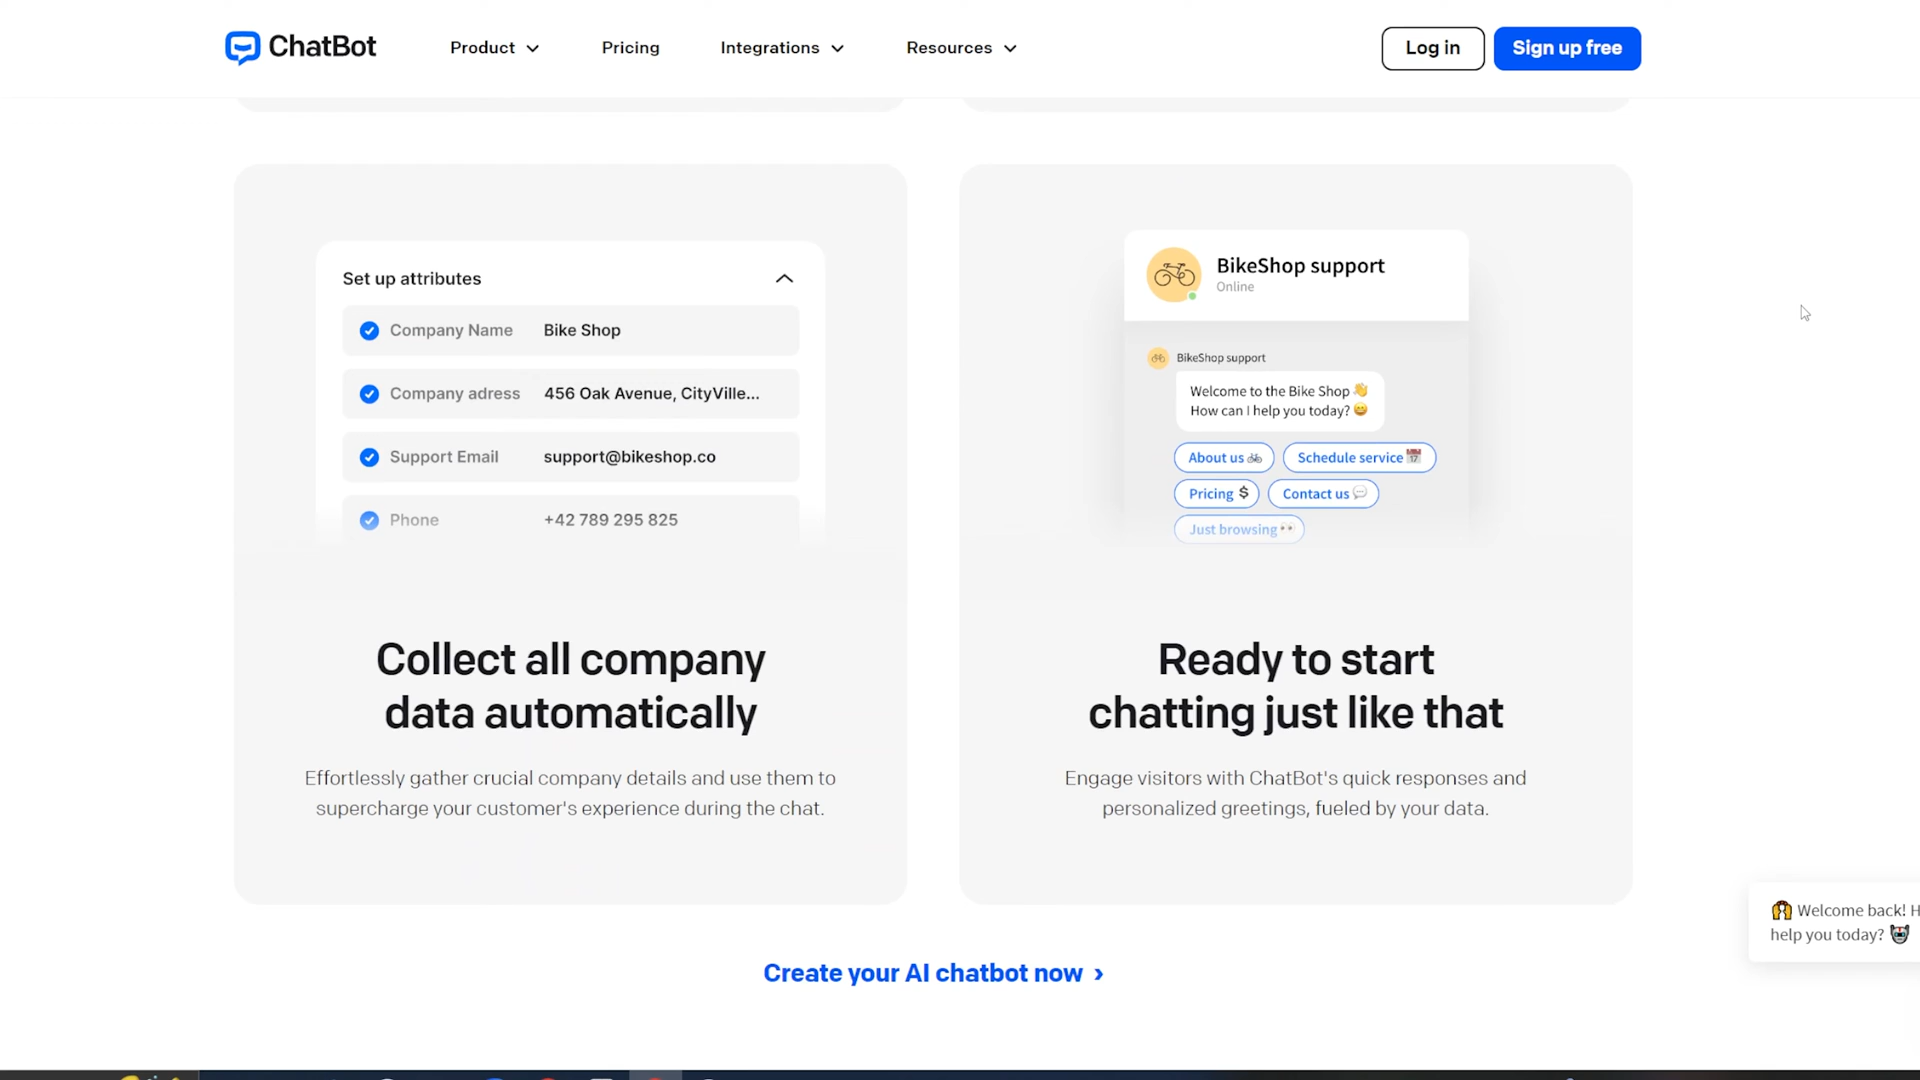 ChatBot
Product
Pricing
Integrations
Resources
Log in
Sign up free
Set up attributes
Company Name Bike Shop
Company adress 456 Oak Avenue, CityVille...
Support Email support@bikeshop.co
Phone +42 789 295 825
Collect all company
data automatically
Effortlessly gather crucial company details and use them to
supercharge your customer's experience during the chat.
BikeShop support
Online
BikeShop support
Welcome to the Bike Shop 👋
How can I help you today? 😄
About us 🚲
Schedule service 📅
Pricing 💲
Contact us 💬
Just browsing 👀
Ready to start
chatting just like that
Engage visitors with ChatBot's quick responses and
personalized greetings, fueled by your data.
Create your AI chatbot now ›
🙌 Welcome back! H
help you today? 🤖